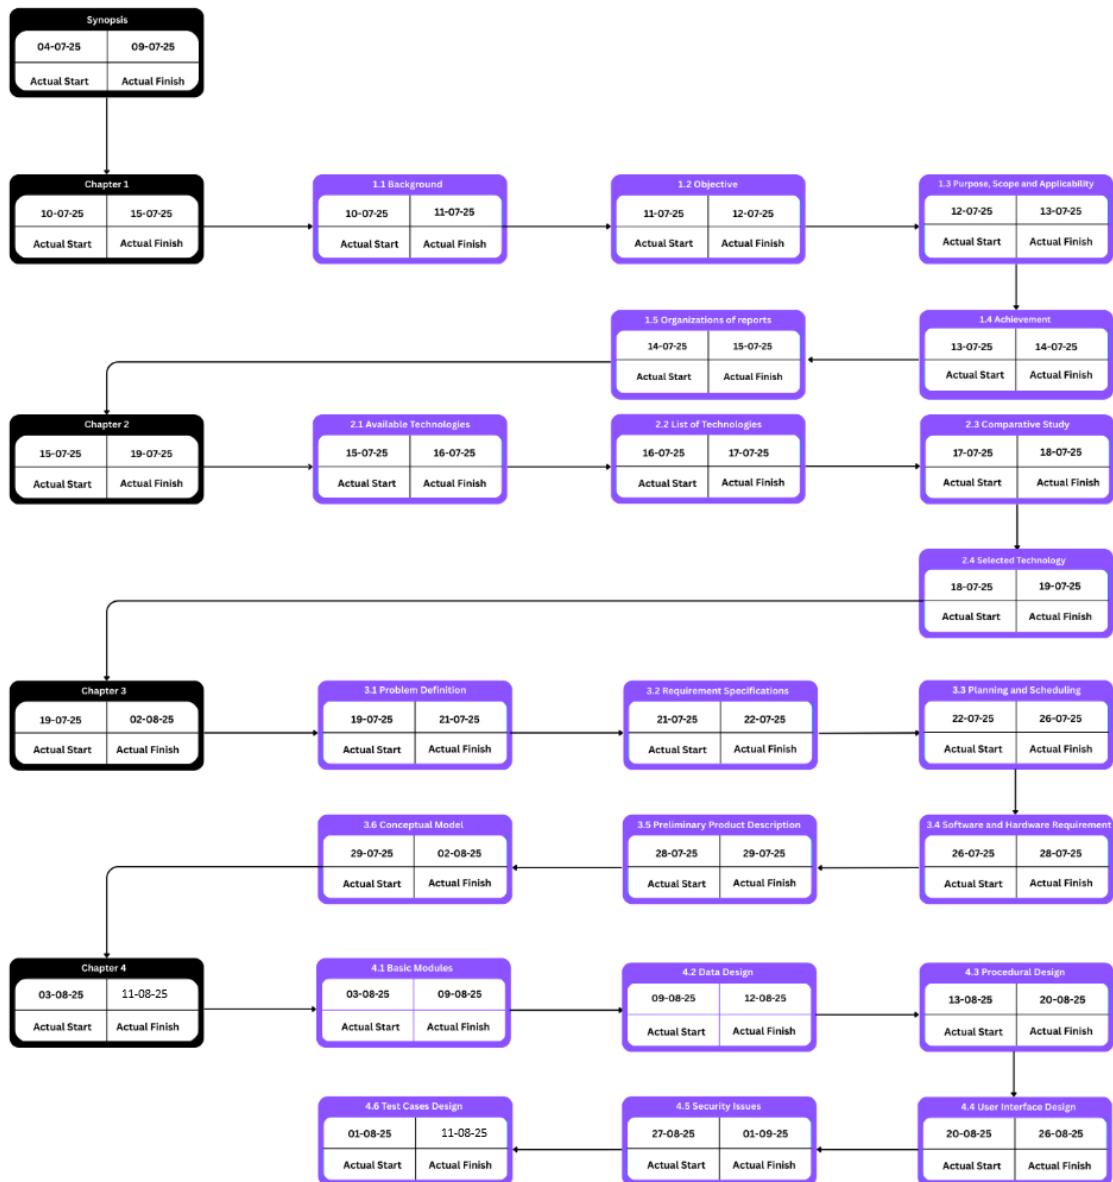 Synopsis
04-07-25 09-07-25
Actual Start Actual Finish
Chapter 1
10-07-25 15-07-25
Actual Start Actual Finish
1.1 Background
10-07-25 11-07-25
Actual Start Actual Finish
1.2 Objective
11-07-25 12-07-25
Actual Start Actual Finish
1.3 Purpose, Scope and Applicability
12-07-25 13-07-25
Actual Start Actual Finish
1.4 Achievement
13-07-25 14-07-25
Actual Start Actual Finish
1.5 Organizations of reports
14-07-25 15-07-25
Actual Start Actual Finish
Chapter 2
15-07-25 19-07-25
Actual Start Actual Finish
2.1 Available Technologies
15-07-25 16-07-25
Actual Start Actual Finish
2.2 List of Technologies
16-07-25 17-07-25
Actual Start Actual Finish
2.3 Comparative Study
17-07-25 18-07-25
Actual Start Actual Finish
2.4 Selected Technology
18-07-25 19-07-25
Actual Start Actual Finish
Chapter 3
19-07-25 02-08-25
Actual Start Actual Finish
3.1 Problem Definition
19-07-25 21-07-25
Actual Start Actual Finish
3.2 Requirement Specifications
21-07-25 22-07-25
Actual Start Actual Finish
3.3 Planning and Scheduling
22-07-25 26-07-25
Actual Start Actual Finish
3.4 Software and Hardware Requirement
26-07-25 28-07-25
Actual Start Actual Finish
3.5 Preliminary Product Description
28-07-25 29-07-25
Actual Start Actual Finish
3.6 Conceptual Model
29-07-25 02-08-25
Actual Start Actual Finish
Chapter 4
03-08-25 11-08-25
Actual Start Actual Finish
4.1 Basic Modules
03-08-25 09-08-25
Actual Start Actual Finish
4.2 Data Design
09-08-25 12-08-25
Actual Start Actual Finish
4.3 Procedural Design
13-08-25 20-08-25
Actual Start Actual Finish
4.4 User Interface Design
20-08-25 26-08-25
Actual Start Actual Finish
4.5 Security Issues
27-08-25 01-09-25
Actual Start Actual Finish
4.6 Test Cases Design
01-08-25 11-08-25
Actual Start Actual Finish